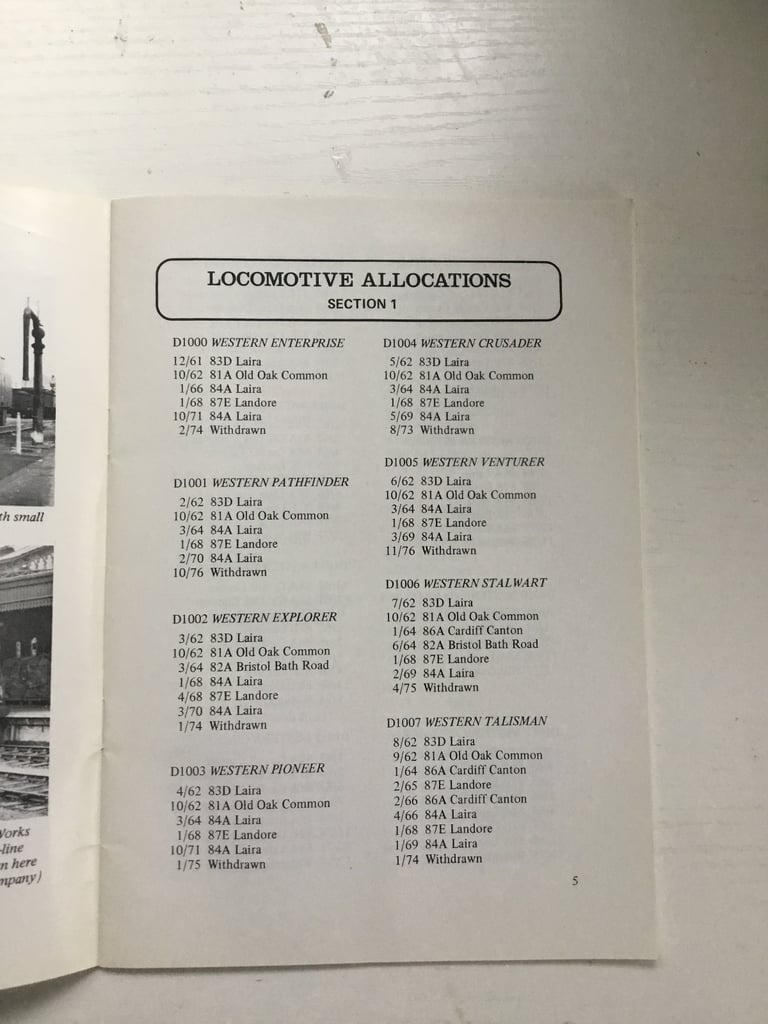 th small
Works
-line
n here
mpany)
LOCOMOTIVE ALLOCATIONS
SECTION 1
D1000 WESTERN ENTERPRISE
12/61 83D Laira
10/62 81A Old Oak Common
1/66 84A Laira
1/68 87E Landore
10/71 84A Laira
2/74 Withdrawn
D1001 WESTERN PATHFINDER
2/62 83D Laira
10/62 81A Old Oak Common
3/64 84A Laira
1/68 87E Landore
2/70 84A Laira
10/76 Withdrawn
D1002 WESTERN EXPLORER
3/62 83D Laira
10/62 81A Old Oak Common
3/64 82A Bristol Bath Road
1/68 84A Laira
4/68 87E Landore
3/70 84A Laira
1/74 Withdrawn
D1003 WESTERN PIONEER
4/62 83D Laira
10/62 81A Old Oak Common
3/64 84A Laira
1/68 87E Landore
10/71 84A Laira
1/75 Withdrawn
D1004 WESTERN CRUSADER
5/62 83D Laira
10/62 81A Old Oak Common
3/64 84A Laira
1/68 87E Landore
5/69 84A Laira
8/73 Withdrawn
D1005 WESTERN VENTURER
6/62 83D Laira
10/62 81A Old Oak Common
3/64 84A Laira
1/68 87E Landore
3/69 84A Laira
11/76 Withdrawn
D1006 WESTERN STALWART
7/62 83D Laira
10/62 81A Old Oak Common
1/64 86A Cardiff Canton
6/64 82A Bristol Bath Road
1/68 87E Landore
2/69 84A Laira
4/75 Withdrawn
D1007 WESTERN TALISMAN
8/62 83D Laira
9/62 81A Old Oak Common
1/64 86A Cardiff Canton
2/65 87E Landore
2/66 86A Cardiff Canton
4/66 84A Laira
1/68 87E Landore
1/69 84A Laira
1/74 Withdrawn
5